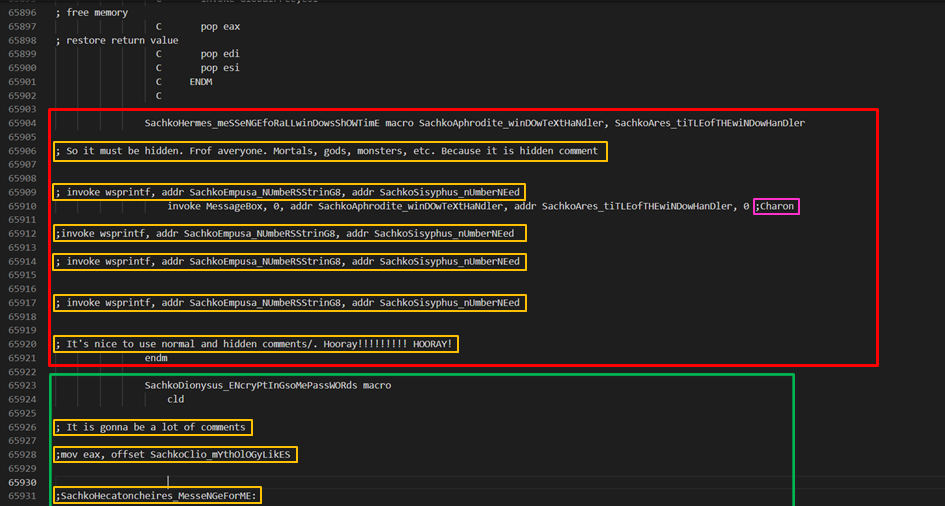 65896 ; free memory
65897 C pop eax
65898 ; restore return value
65899 C pop edi
65900 C pop esi
65901 C ENDM
65902 C
65903
65904 SachkoHermes_meSSeNGEfoRaLLwinDowsShOWTimE macro SachkoAphrodite_winDOwTeXtHaNdler, SachkoAres_tiTLEofTHEwiNDowHanDler
65905
65906 ; So it must be hidden. Frof averyone. Mortals, gods, monsters, etc. Because it is hidden comment
65907
65908
65909 ; invoke wsprintf, addr SachkoEmpusa_NUmbeRSStrinG8, addr SachkoSisyphus_nUmberNEed
65910 invoke MessageBox, 0, addr SachkoAphrodite_winDOwTeXtHaNdler, addr SachkoAres_tiTLEofTHEwiNDowHanDler, 0 ;Charon
65911
65912 ;invoke wsprintf, addr SachkoEmpusa_NUmbeRSStrinG8, addr SachkoSisyphus_nUmberNEed
65913
65914 ; invoke wsprintf, addr SachkoEmpusa_NUmbeRSStrinG8, addr SachkoSisyphus_nUmberNEed
65915
65916
65917 ; invoke wsprintf, addr SachkoEmpusa_NUmbeRSStrinG8, addr SachkoSisyphus_nUmberNEed
65918
65919
65920 ; It's nice to use normal and hidden comments/. Hooray!!!!!!!!! HOORAY!
65921 endm
65922
65923 SachkoDionysus_ENcryPtInGsoMePassWORds macro
65924 cld
65925
65926 ; It is gonna be a lot of comments
65927
65928 ;mov eax, offset SachkoClio_mYthOlOGyLikES
65929
65930
65931 ;SachkoHecatoncheires_MesseNGeForME: